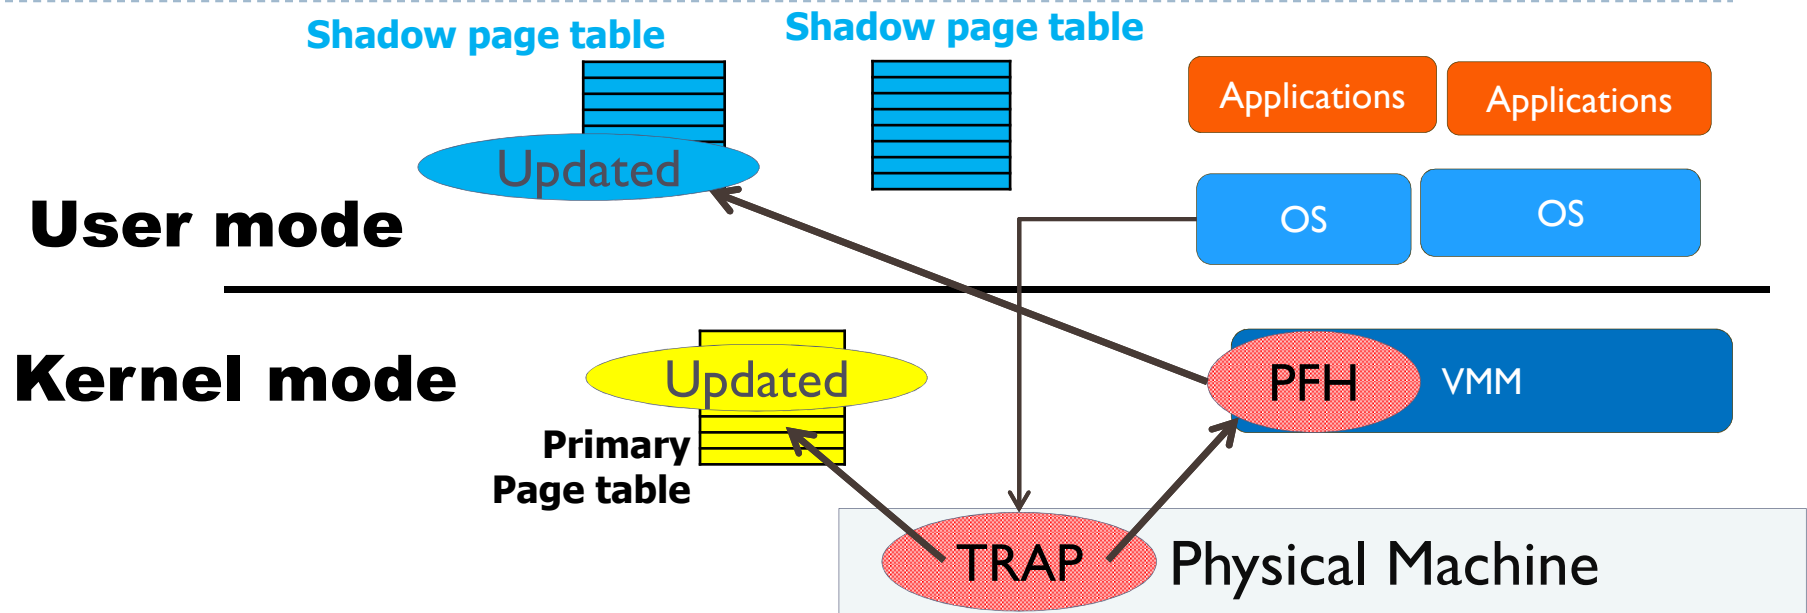 Shadow page table
Shadow page table
Applications
Applications
Updated
User mode
OS
OS
Kernel mode
Updated
PFH
VMM
Primary
Page table
TRAP
Physical Machine